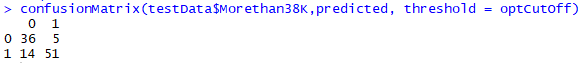 > confusionMatrix(testData$Morethan38K,predicted, threshold = optCutOff)
   0  1
0 36  5
1 14 51